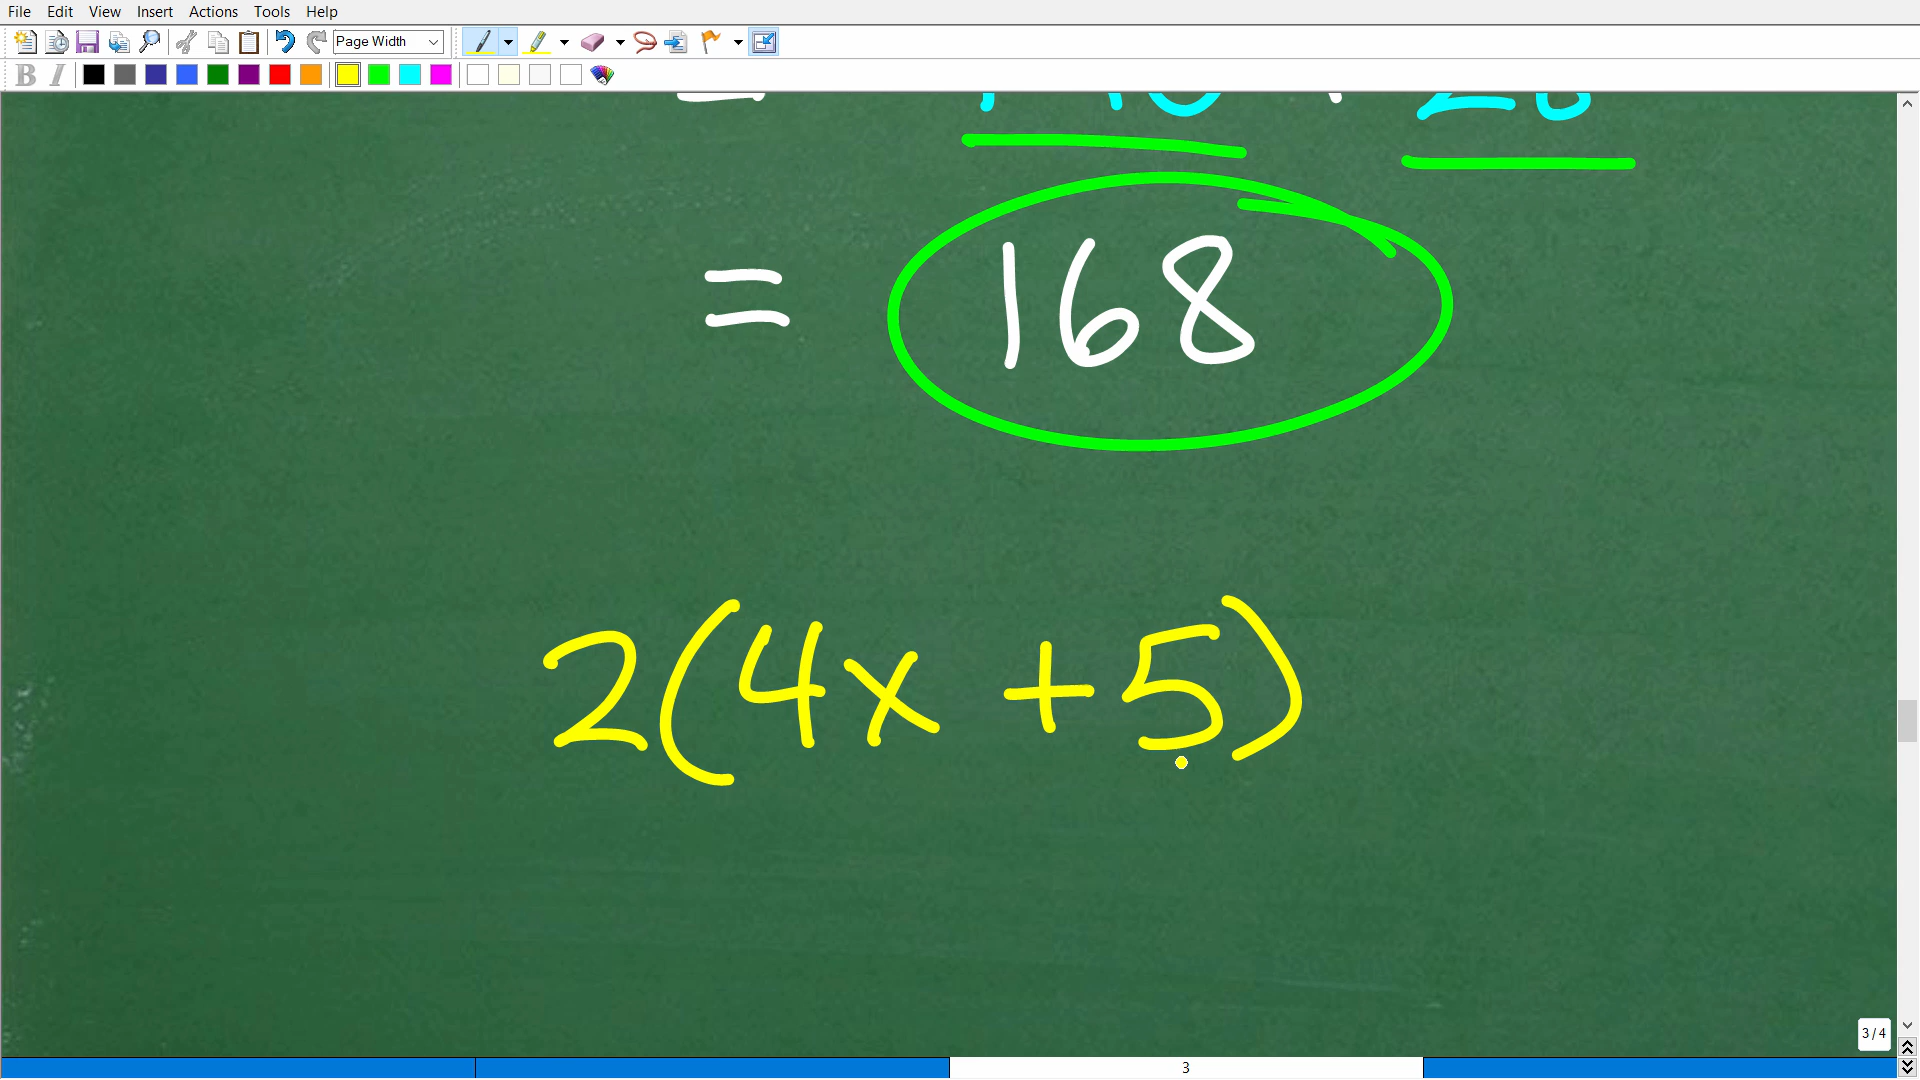 File Edit View Insert Actions Tools Help
Page Width
B I
= 168
2(4x + 5)
3 / 4
3